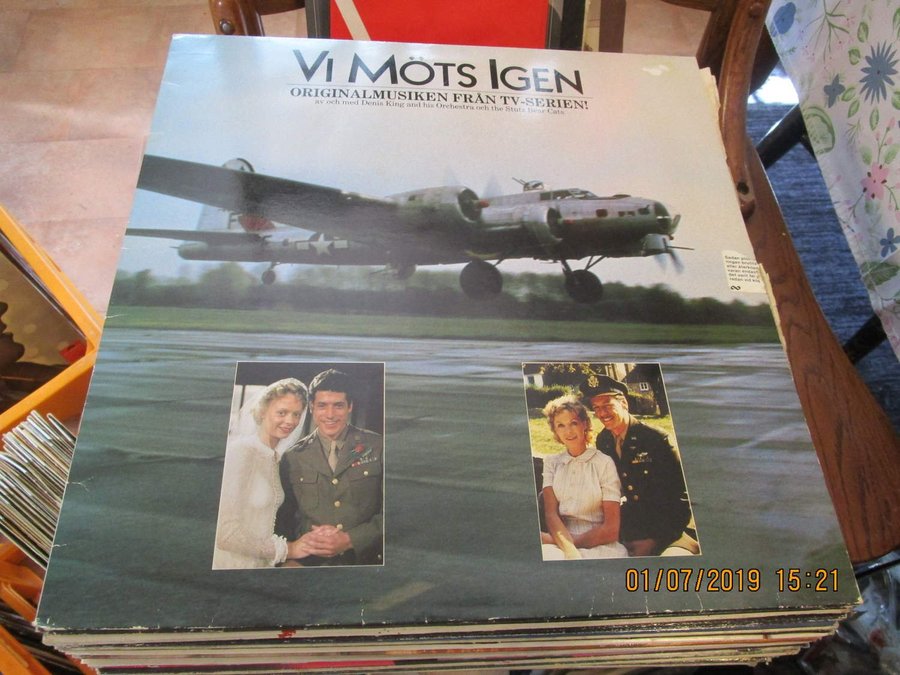 VI MÖTS IGEN
ORIGINALMUSIKEN FRÅN TV-SERIEN!
av och med Denis King and his Orchestra och the Stutz Bear Cats
01/07/2019 15:21